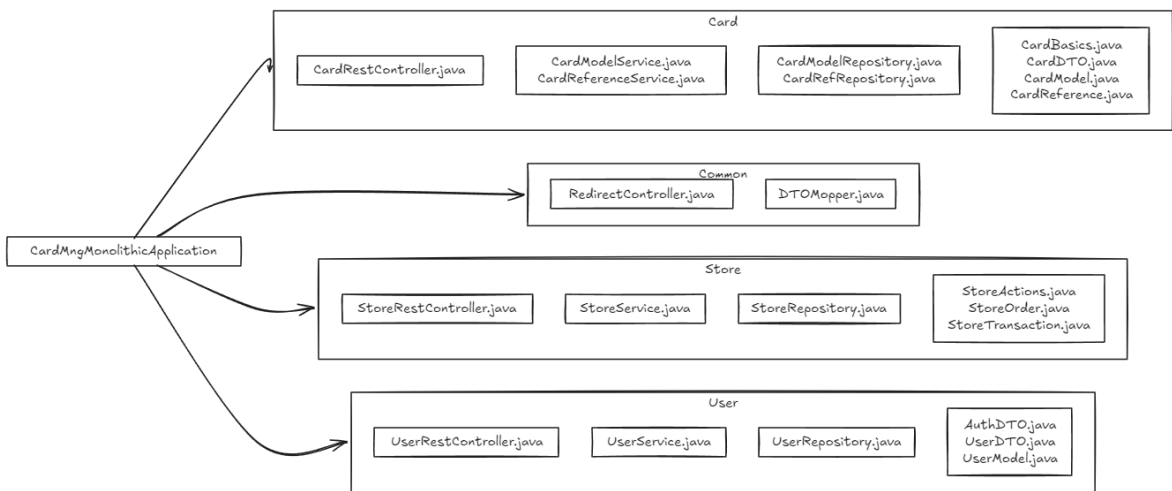 Card
CardRestController.java
CardModelService.java
CardReferenceService.java
CardModelRepository.java
CardRefRepository.java
CardBasics.java
CardDTO.java
CardModel.java
CardReference.java
Common
RedirectController.java
DTOMopper.java
CardMngMonolithicApplication
Store
StoreRestController.java
StoreService.java
StoreRepository.java
StoreActions.java
StoreOrder.java
StoreTransaction.java
User
UserRestController.java
UserService.java
UserRepository.java
AuthDTO.java
UserDTO.java
UserModel.java